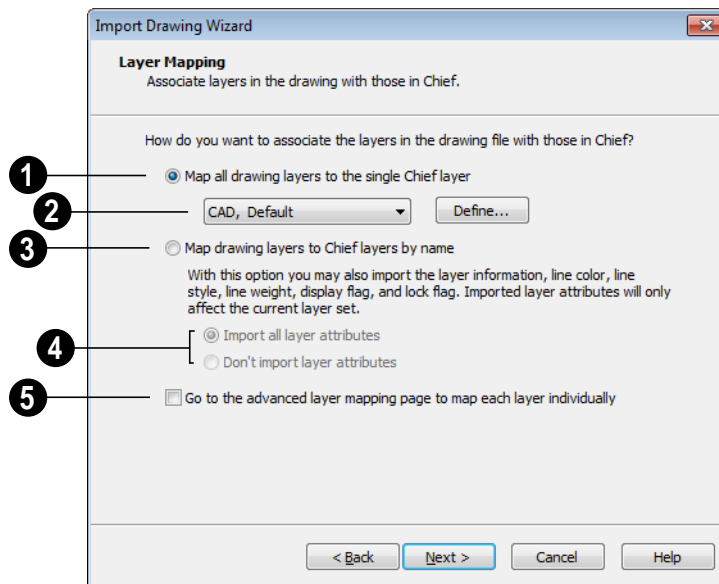 Import Drawing Wizard
Layer Mapping
Associate layers in the drawing with those in Chief.
How do you want to associate the layers in the drawing file with those in Chief?
1 Map all drawing layers to the single Chief layer
2 CAD, Default Define...
3 Map drawing layers to Chief layers by name
With this option you may also import the layer information, line color, line
style, line weight, display flag, and lock flag. Imported layer attributes will only
affect the current layer set.
Import all layer attributes
4
Don't import layer attributes
5 Go to the advanced layer mapping page to map each layer individually
< Back Next > Cancel Help